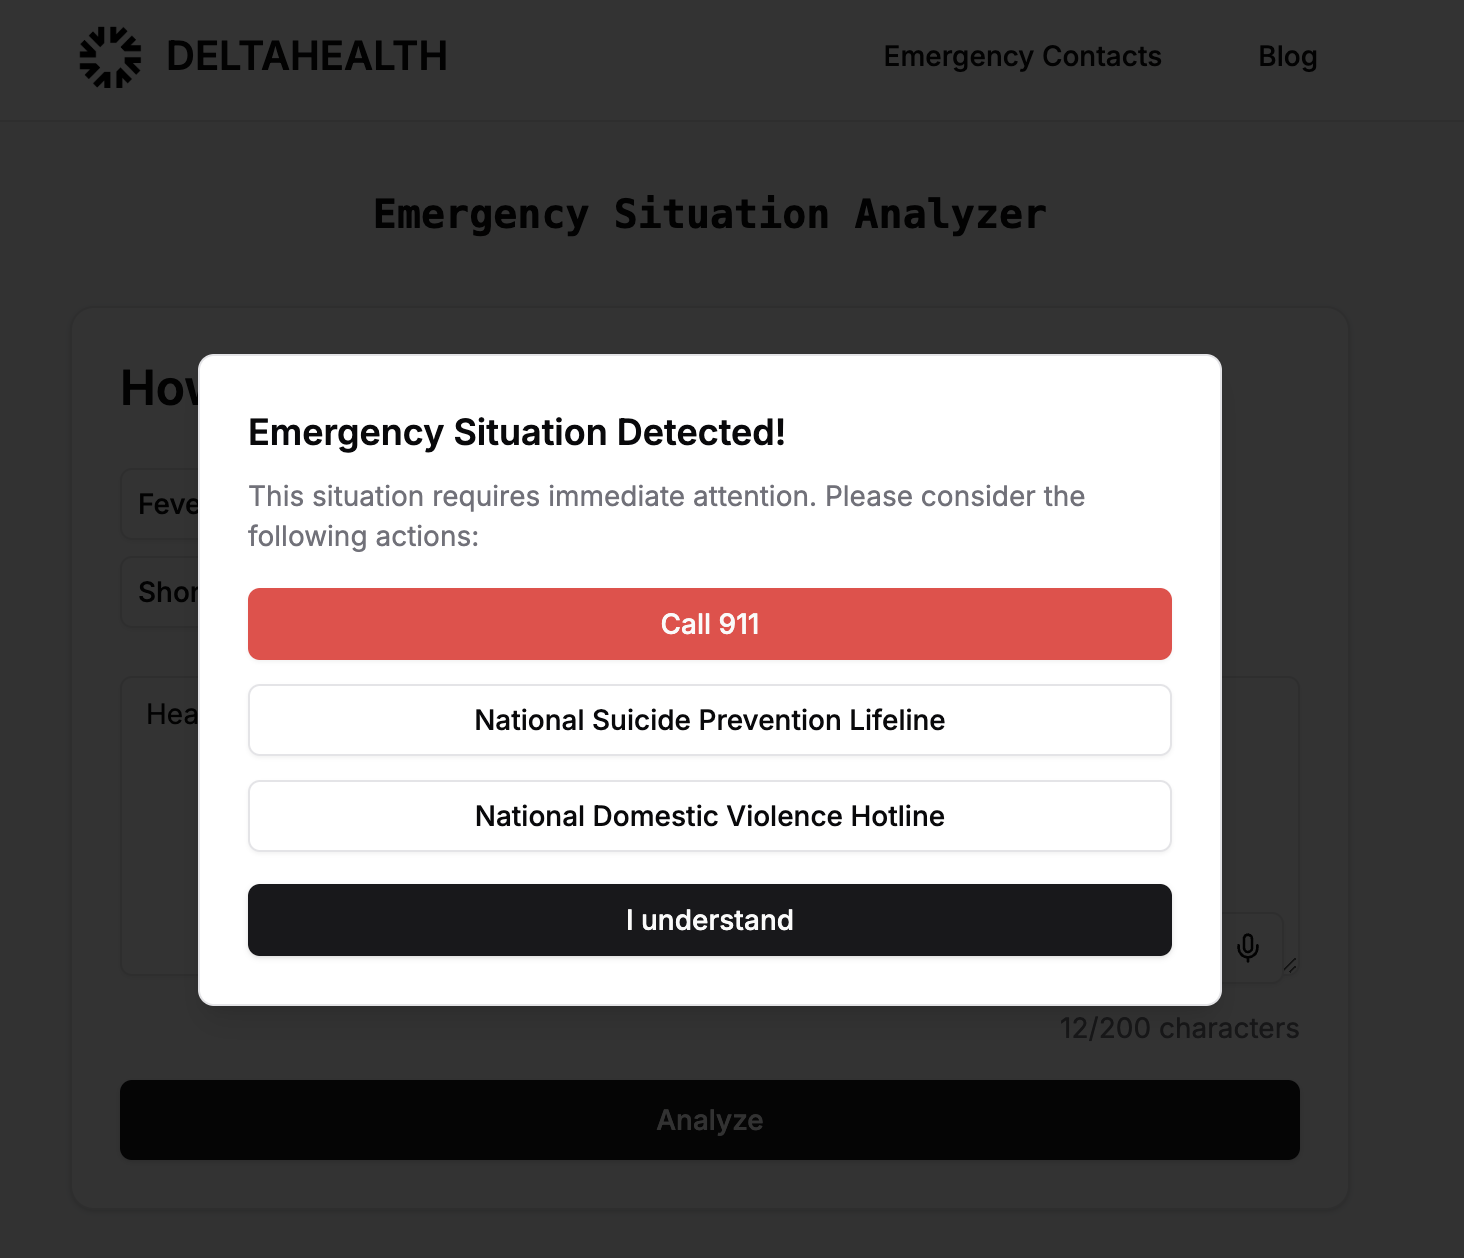 DELTAHEALTH
Emergency Contacts
Blog
Emergency Situation Analyzer
How
Feve
Shor
Hea
Emergency Situation Detected!
This situation requires immediate attention. Please consider the
following actions:
Call 911
National Suicide Prevention Lifeline
National Domestic Violence Hotline
I understand
12/200 characters
Analyze